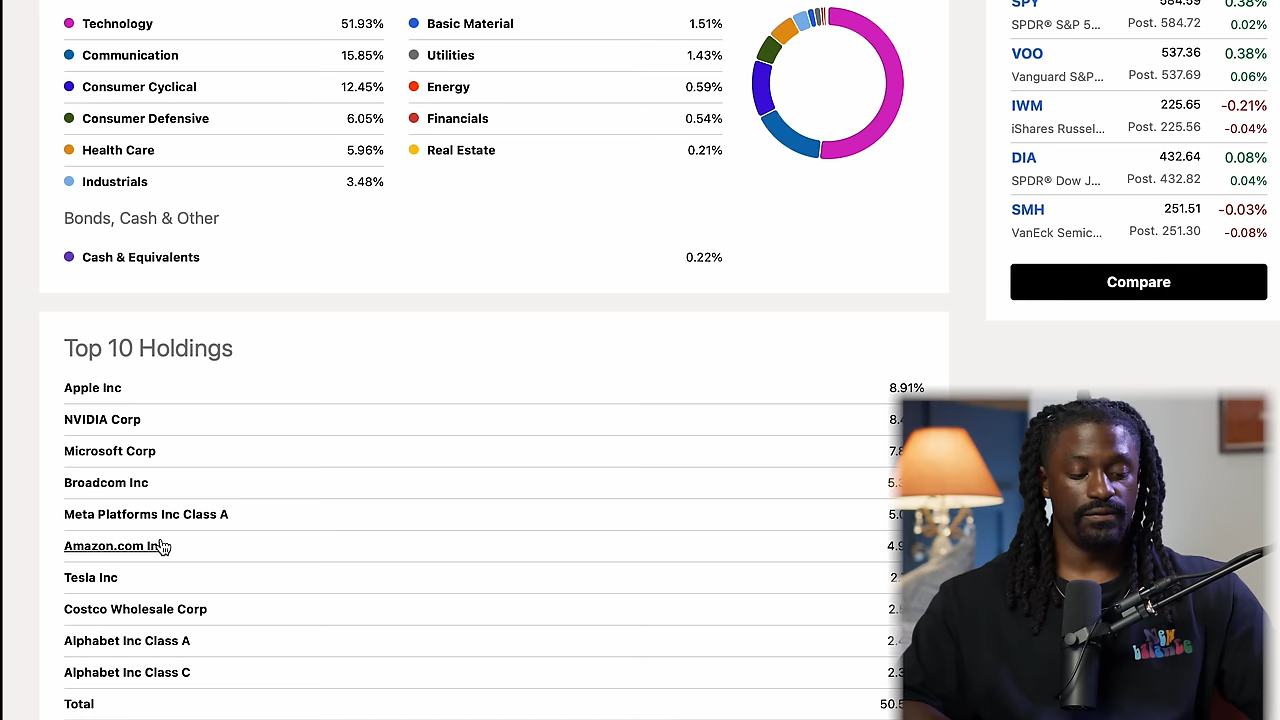 Technology 51.93%
Communication 15.85%
Consumer Cyclical 12.45%
Consumer Defensive 6.05%
Health Care 5.96%
Industrials 3.48%
Basic Material 1.51%
Utilities 1.43%
Energy 0.59%
Financials 0.54%
Real Estate 0.21%
Bonds, Cash & Other
Cash & Equivalents 0.22%
Top 10 Holdings
Apple Inc 8.91%
NVIDIA Corp
Microsoft Corp
Broadcom Inc
Meta Platforms Inc Class A
Amazon.com
Tesla Inc
Costco Wholesale Corp
Alphabet Inc Class A
Alphabet Inc Class C
Total
SPY 584.59 0.38%
SPDR® S&P 5... Post. 584.72 0.02%
VOO 537.36 0.38%
Vanguard S&P... Post. 537.69 0.06%
IWM 225.65 -0.21%
iShares Russel... Post. 225.56 -0.04%
DIA 432.64 0.08%
SPDR® Dow J... Post. 432.82 0.04%
SMH 251.51 -0.03%
VanEck Semic... Post. 251.30 -0.08%
Compare
New
balance